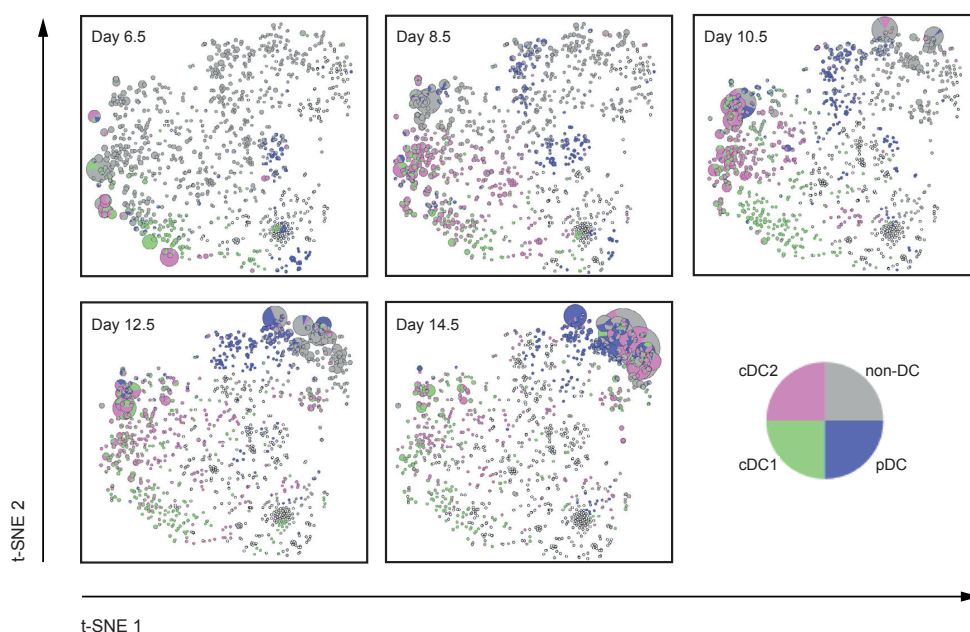 Day 6.5
Day 8.5
Day 10.5
Day 12.5
Day 14.5
cDC2
non-DC
cDC1
pDC
t-SNE 2
t-SNE 1